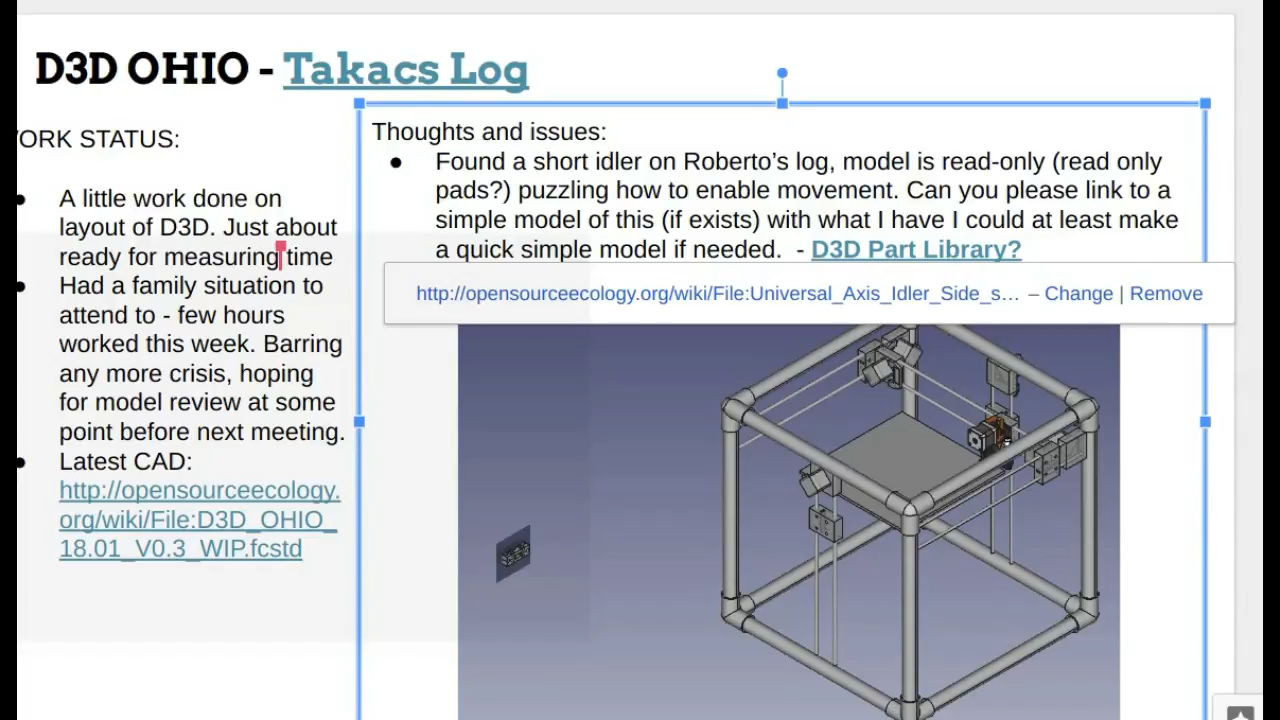 D3D OHIO - Takacs Log
ORK STATUS:
A little work done on
layout of D3D. Just about
ready for measuring time
Had a family situation to
attend to - few hours
worked this week. Barring
any more crisis, hoping
for model review at some
point before next meeting.
Latest CAD:
http://opensourceecology.
org/wiki/File:D3D_OHIO_
18.01_V0.3_WIP.fcstd
Thoughts and issues:
Found a short idler on Roberto’s log, model is read-only (read only
pads?) puzzling how to enable movement. Can you please link to a
simple model of this (if exists) with what I have I could at least make
a quick simple model if needed. - D3D Part Library?
http://opensourceecology.org/wiki/File:Universal_Axis_Idler_Side_s… – Change | Remove